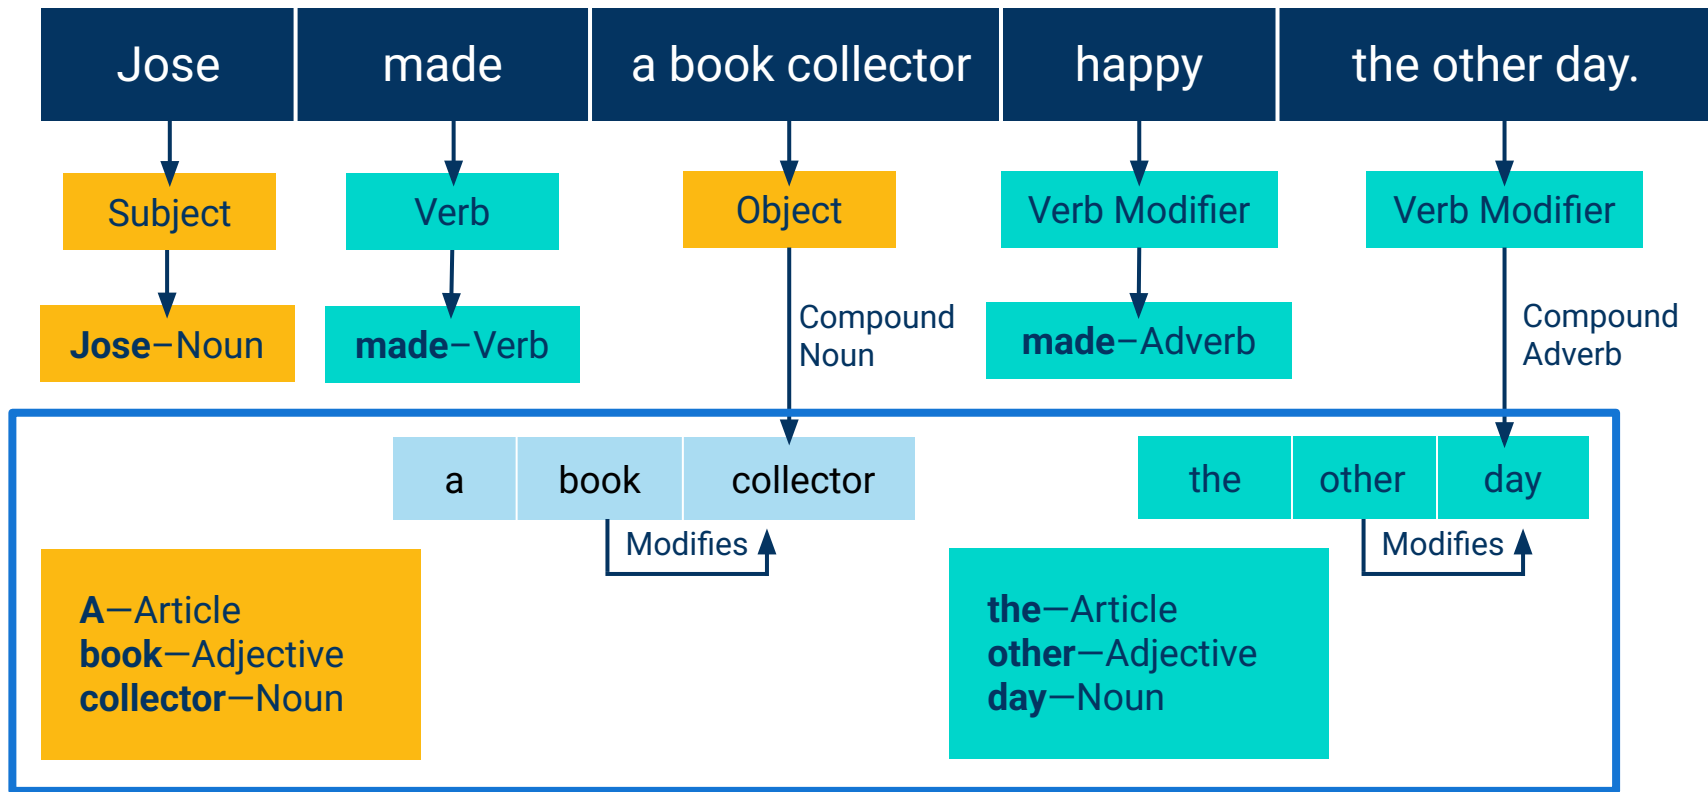 Jose made a book collector happy the other day.
Subject Verb Object Verb Modifier Verb Modifier
Jose–Noun made–Verb made–Adverb
Compound
Noun
Compound
Adverb
a book collector
Modifies
the other day
Modifies
A—Article
book—Adjective
collector—Noun
the—Article
other—Adjective
day—Noun